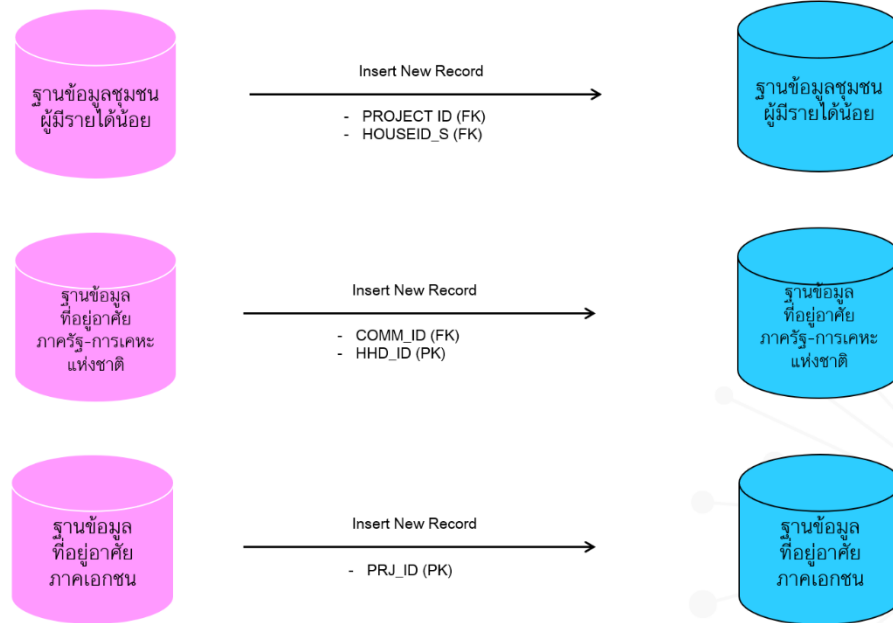 ฐานข้อมูลชุมชน
ผู้มีรายได้น้อย
Insert New Record
- PROJECT ID (FK)
- HOUSEID_S (FK)
ฐานข้อมูลชุมชน
ผู้มีรายได้น้อย
ฐานข้อมูล
ที่อยู่อาศัย
ภาครัฐ-การเคหะ
แห่งชาติ
Insert New Record
- COMM_ID (FK)
- HHD_ID (PK)
ฐานข้อมูล
ที่อยู่อาศัย
ภาครัฐ-การเคหะ
แห่งชาติ
ฐานข้อมูล
ที่อยู่อาศัย
ภาคเอกชน
Insert New Record
- PRJ_ID (PK)
ฐานข้อมูล
ที่อยู่อาศัย
ภาคเอกชน